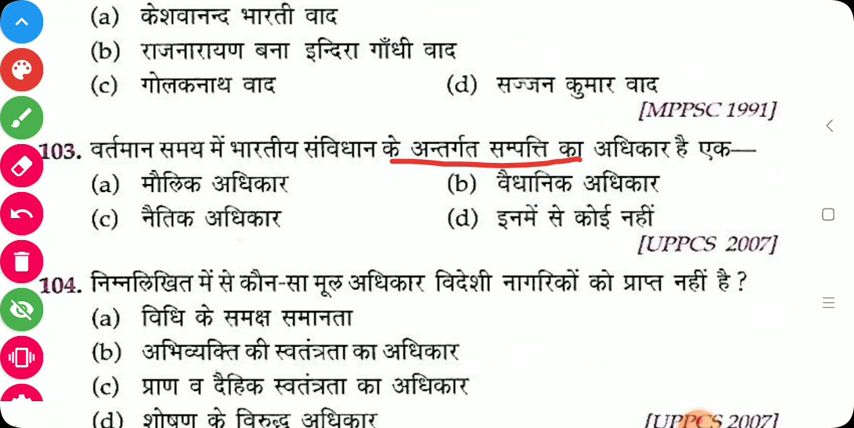 (a) केशवानन्द भारती वाद
(b) राजनारायण बना इन्दिरा गाँधी वाद
(c) गोलकनाथ वाद (d) सज्जन कुमार वाद
[MPPSC 1991]
103. वर्तमान समय में भारतीय संविधान के अन्तर्गत सम्पत्ति का अधिकार है एक—
(a) मौलिक अधिकार (b) वैधानिक अधिकार
(c) नैतिक अधिकार (d) इनमें से कोई नहीं
[UPPCS 2007]
104. निम्नलिखित में से कौन-सा मूल अधिकार विदेशी नागरिकों को प्राप्त नहीं है ?
(a) विधि के समक्ष समानता
(b) अभिव्यक्ति की स्वतंत्रता का अधिकार
(c) प्राण व दैहिक स्वतंत्रता का अधिकार
(d) शोषण के विरुद्ध अधिकार [UPPCS 2007]